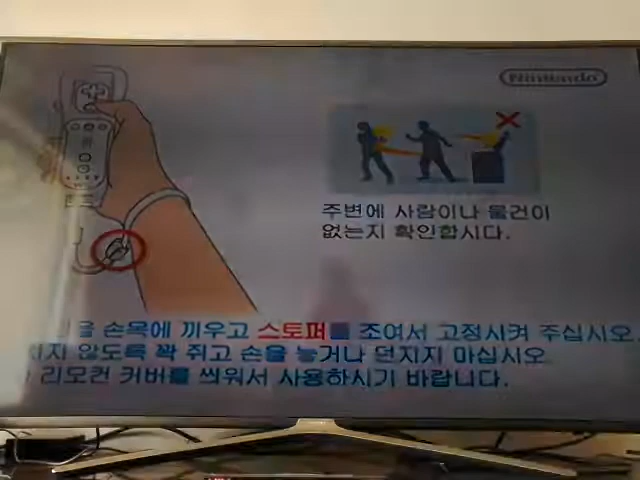 Nintendo
주변에 사람이나 물건이
없는지 확인합시다.
을 손목에 끼우고 스토퍼를 조여서 고정시켜 주십시오.
지지 않도록 꽉 쥐고 손을 놓거나 던지지 마십시오.
리모컨 커버를 씌워서 사용하시기 바랍니다.